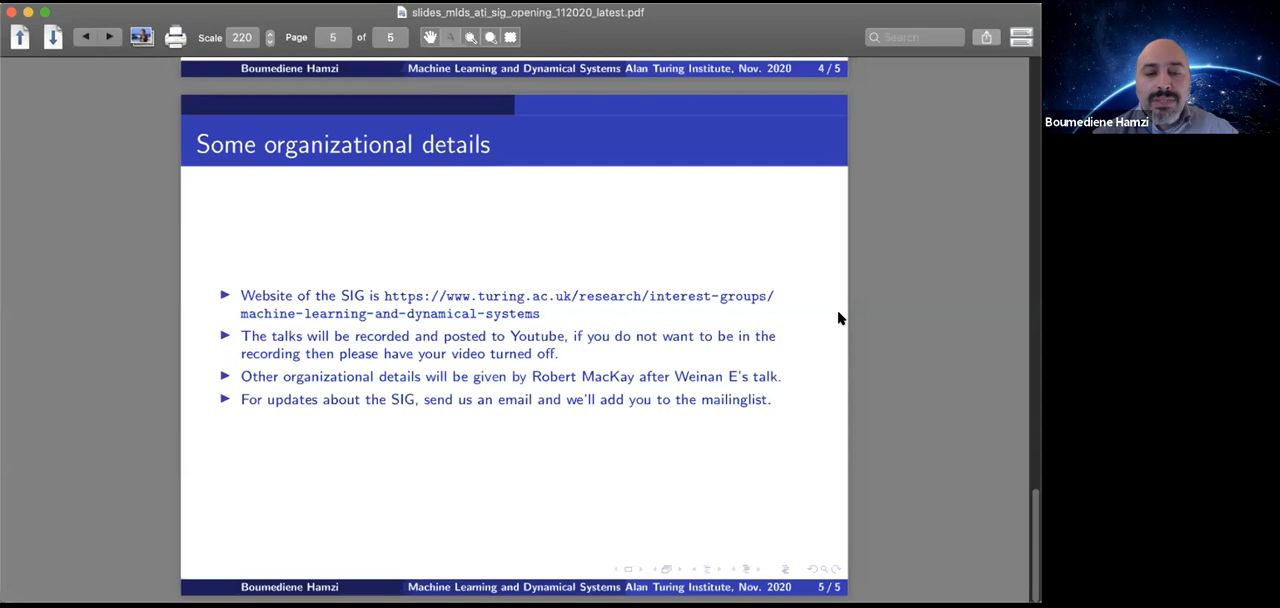 slides_mlds_ati_sig_opening_112020_latest.pdf
Scale 220 Page 5 of 5 Search
Boumediene Hamzi Machine Learning and Dynamical Systems Alan Turing Institute, Nov. 2020 4 / 5
Boumediene Hamzi
Some organizational details
Website of the SIG is https://www.turing.ac.uk/research/interest-groups/
machine-learning-and-dynamical-systems
The talks will be recorded and posted to Youtube, if you do not want to be in the
recording then please have your video turned off.
Other organizational details will be given by Robert MacKay after Weinan E's talk.
For updates about the SIG, send us an email and we'll add you to the mailinglist.
Boumediene Hamzi Machine Learning and Dynamical Systems Alan Turing Institute, Nov. 2020 5 / 5